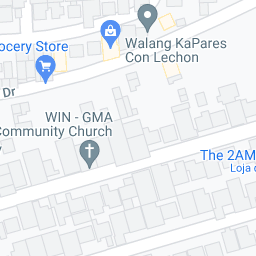 ocery Store
Walang KaPares
Con Lechon
Dr
WIN - GMA
Community Church
The 2AM
Loja d